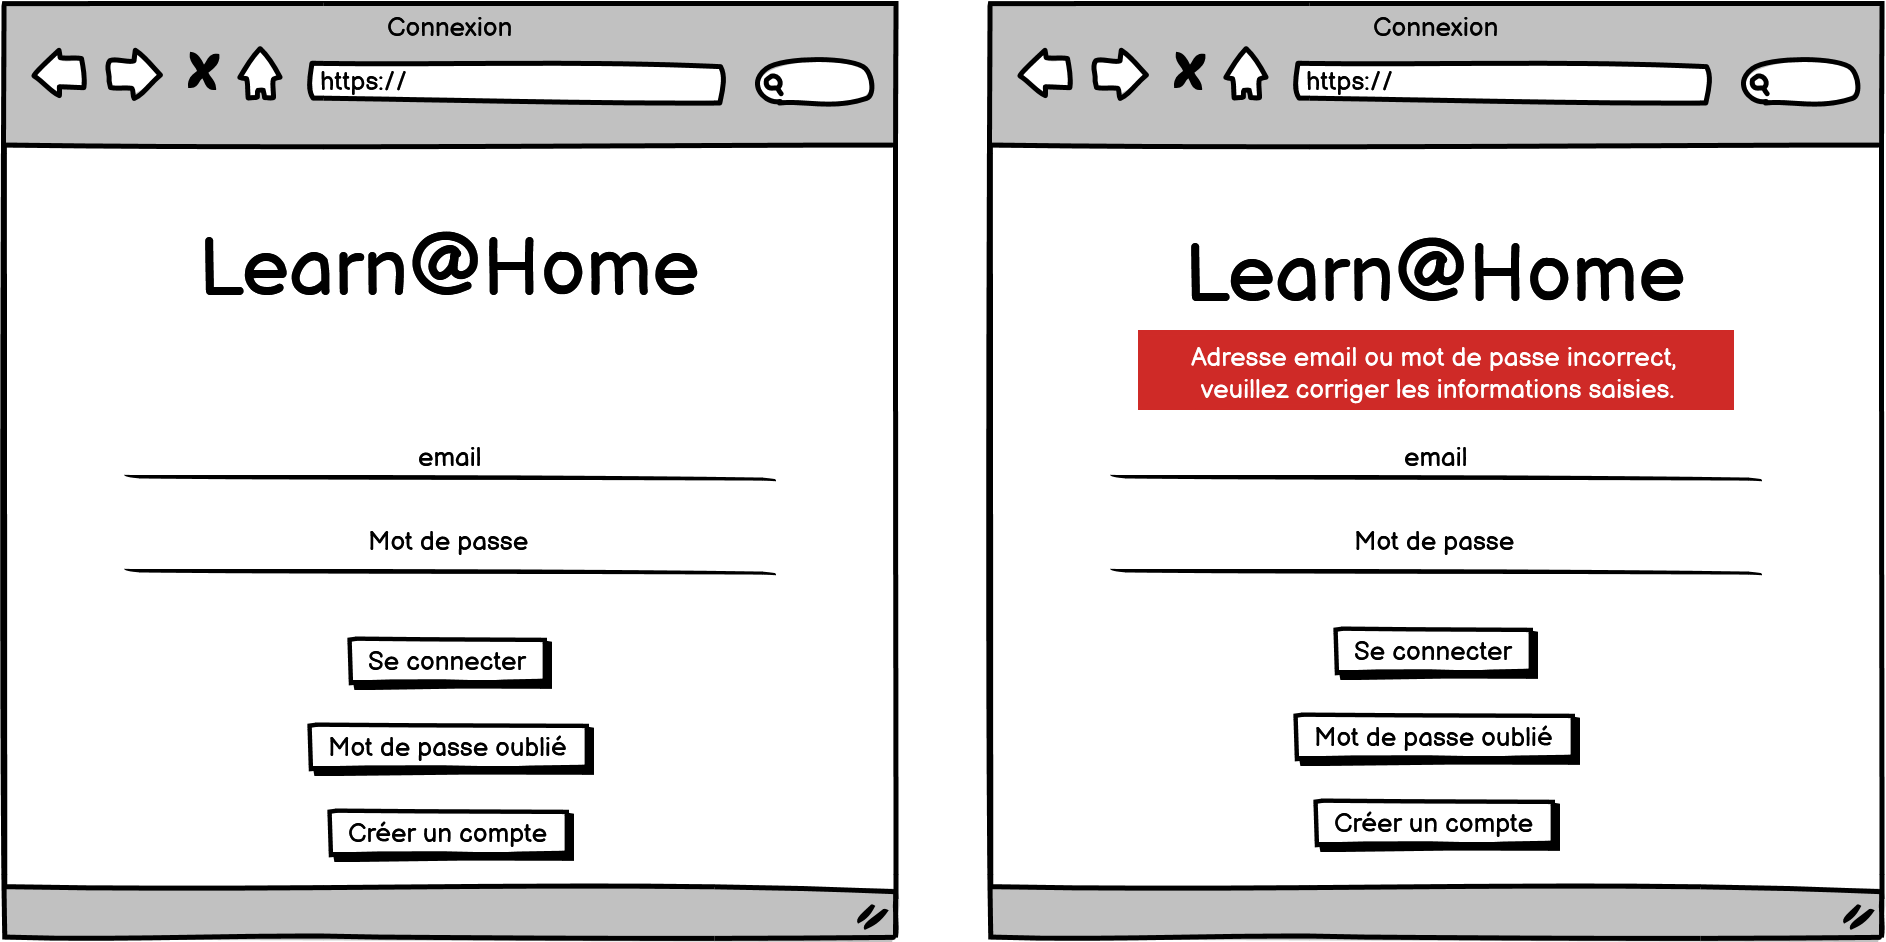 Connexion
https://
Learn@Home
email
Mot de passe
Se connecter
Mot de passe oublié
Créer un compte
Connexion
https://
Learn@Home
Adresse email ou mot de passe incorrect,
veuillez corriger les informations saisies.
email
Mot de passe
Se connecter
Mot de passe oublié
Créer un compte